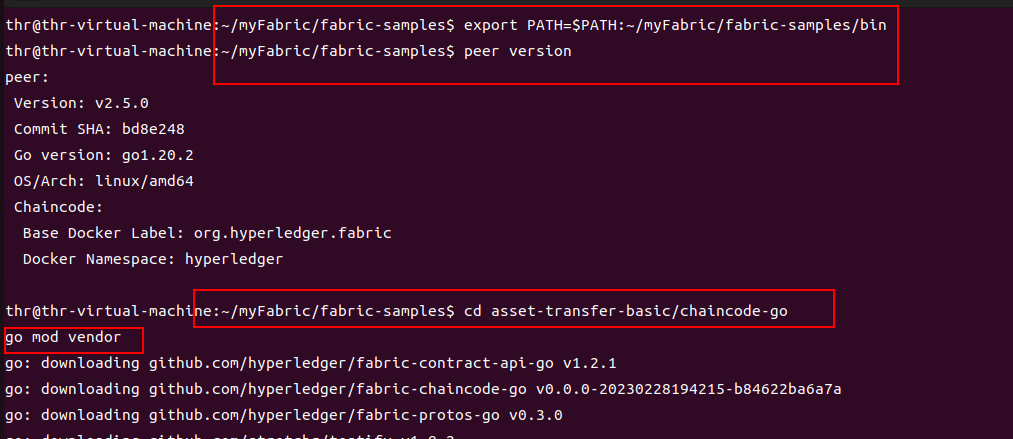 thr@thr-virtual-machine:~/myFabric/fabric-samples$ export PATH=$PATH:~/myFabric/fabric-samples/bin
thr@thr-virtual-machine:~/myFabric/fabric-samples$ peer version
peer:
 Version: v2.5.0
 Commit SHA: bd8e248
 Go version: go1.20.2
 OS/Arch: linux/amd64
 Chaincode:
  Base Docker Label: org.hyperledger.fabric
  Docker Namespace: hyperledger
thr@thr-virtual-machine:~/myFabric/fabric-samples$ cd asset-transfer-basic/chaincode-go
go mod vendor
go: downloading github.com/hyperledger/fabric-contract-api-go v1.2.1
go: downloading github.com/hyperledger/fabric-chaincode-go v0.0.0-20230228194215-b84622ba6a7a
go: downloading github.com/hyperledger/fabric-protos-go v0.3.0
go: downloading